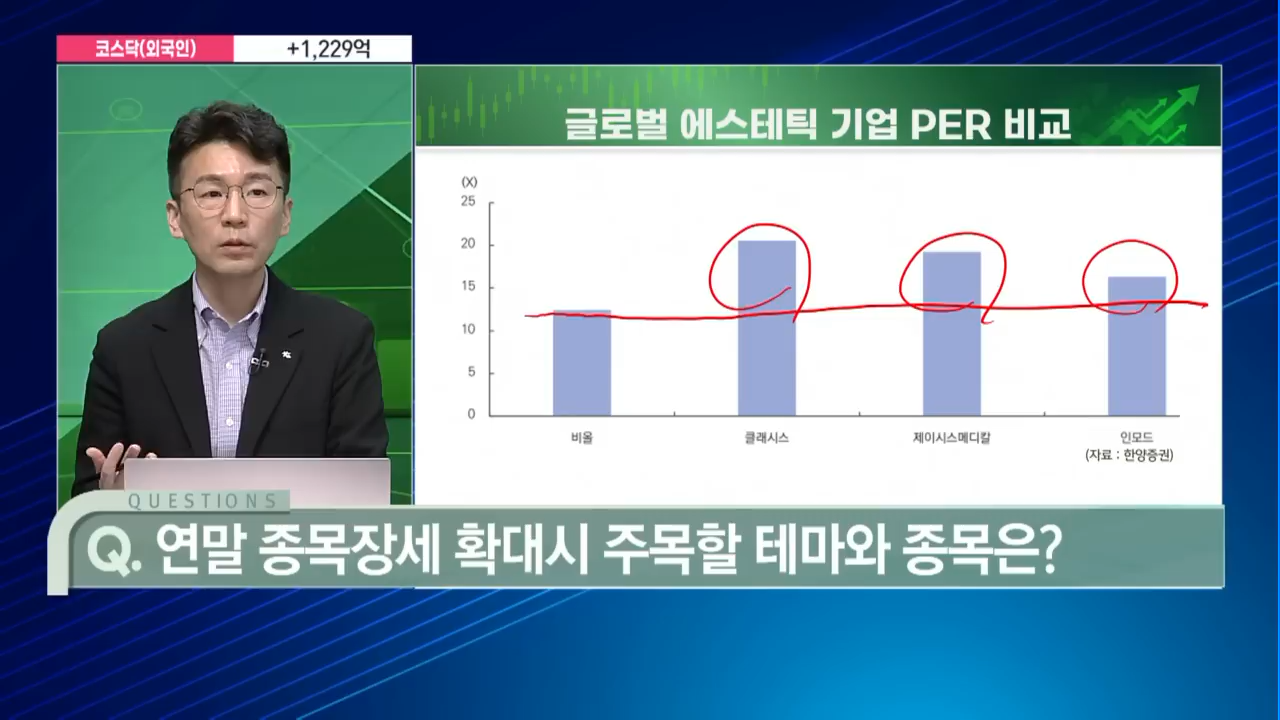 코스닥(외국인) +1,229억
글로벌 에스테틱 기업 PER 비교
(X)
25
20
15
10
5
0
비올 클래시스 제이시스메디칼 인모드
(자료 : 한양증권)
QUESTIONS
Q. 연말 종목장세 확대시 주목할 테마와 종목은?